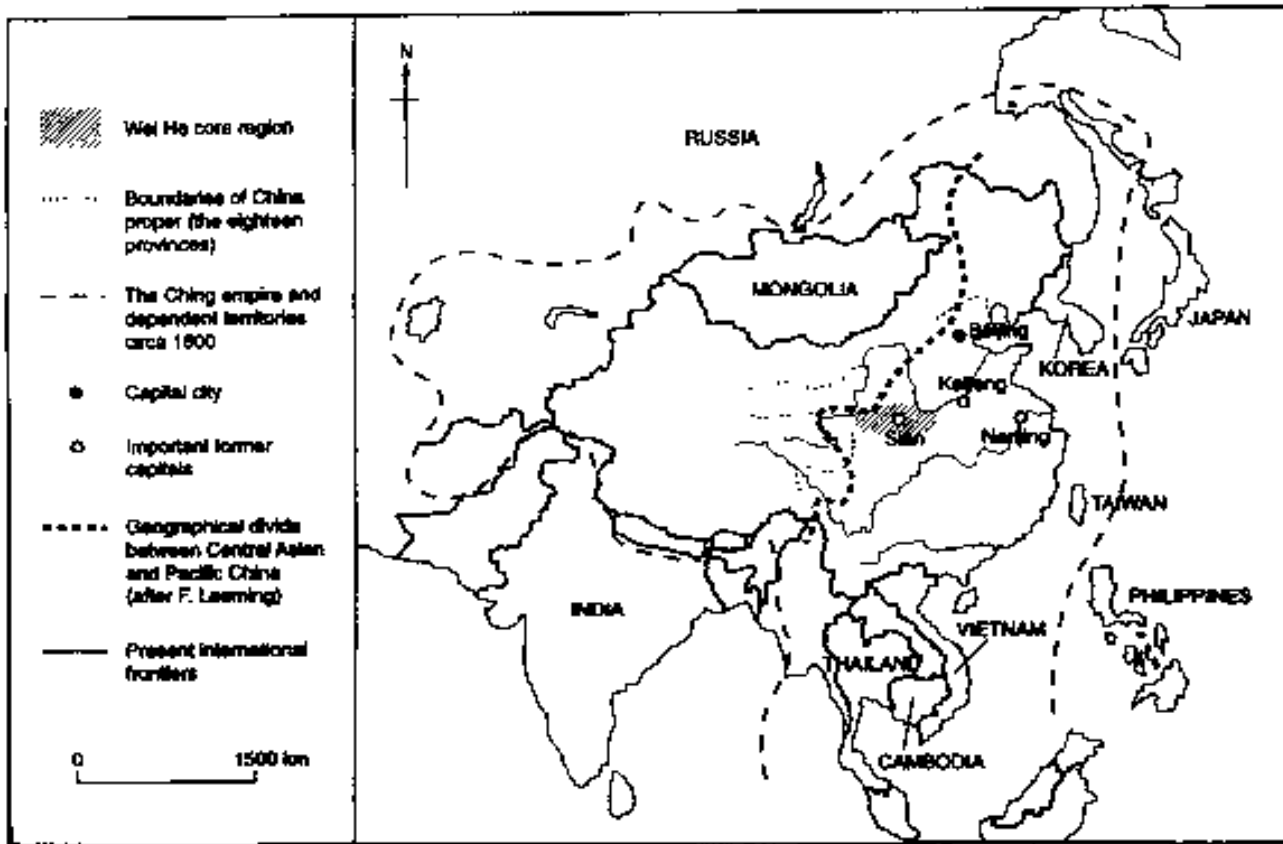 Wei He core region
Boundaries of China
proper (the eighteen
provinces)
The Ching empire and
dependent territories
circa 1800
Capital city
Important former
capitals
Geographical divide
between Central Asian
and Pacific China
(after F. Leeming)
Present international
frontiers
0 1500 km
N
RUSSIA
MONGOLIA
Beijing
JAPAN
KOREA
Kaifeng
Sian
Nanjing
TAIWAN
INDIA
PHILIPPINES
VIETNAM
THAILAND
CAMBODIA